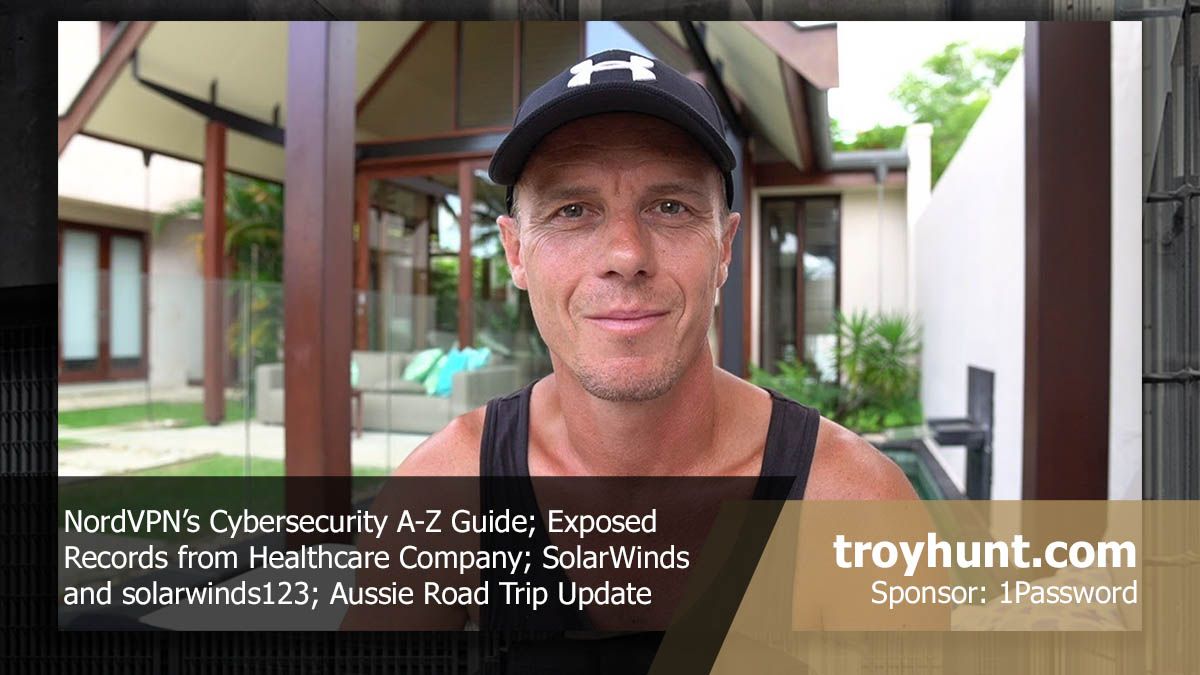 NordVPN’s Cybersecurity A-Z Guide; Exposed
Records from Healthcare Company; SolarWinds
and solarwinds123; Aussie Road Trip Update
troyhunt.com
Sponsor: 1Password